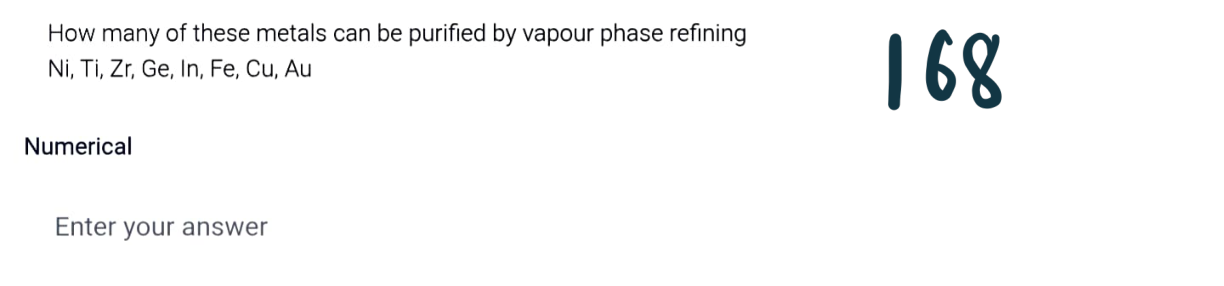 How many of these metals can be purified by vapour phase refining
Ni, Ti, Zr, Ge, In, Fe, Cu, Au
168
Numerical
Enter your answer